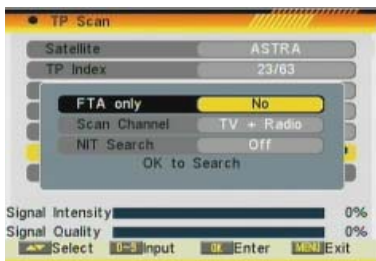 TP Scan
Satellite ASTRA
TP Index 23/63
FTA only No
Scan Channel TV + Radio
NIT Search Off
OK to Search
Signal Intensity 0%
Signal Quality 0%
Select 0~9 Input OK Enter MENU Exit